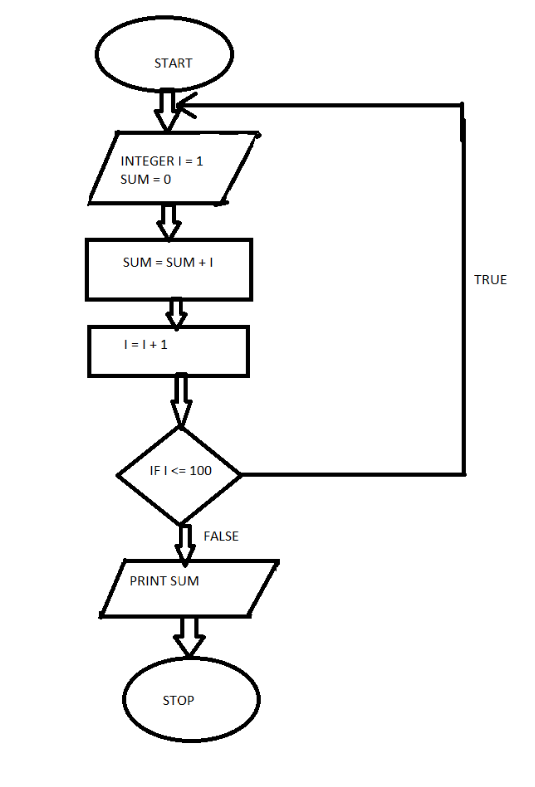 START
INTEGER I = 1
SUM = 0
SUM = SUM + I
TRUE
I = I + 1
IF I <= 100
FALSE
PRINT SUM
STOP